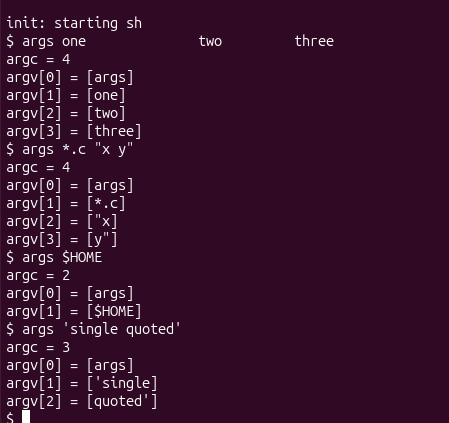 init: starting sh
$ args one              two         three
argc = 4
argv[0] = [args]
argv[1] = [one]
argv[2] = [two]
argv[3] = [three]
$ args *.c "x y"
argc = 4
argv[0] = [args]
argv[1] = [*.c]
argv[2] = ["x]
argv[3] = [y"]
$ args $HOME
argc = 2
argv[0] = [args]
argv[1] = [$HOME]
$ args 'single quoted'
argc = 3
argv[0] = [args]
argv[1] = ['single]
argv[2] = [quoted']
$